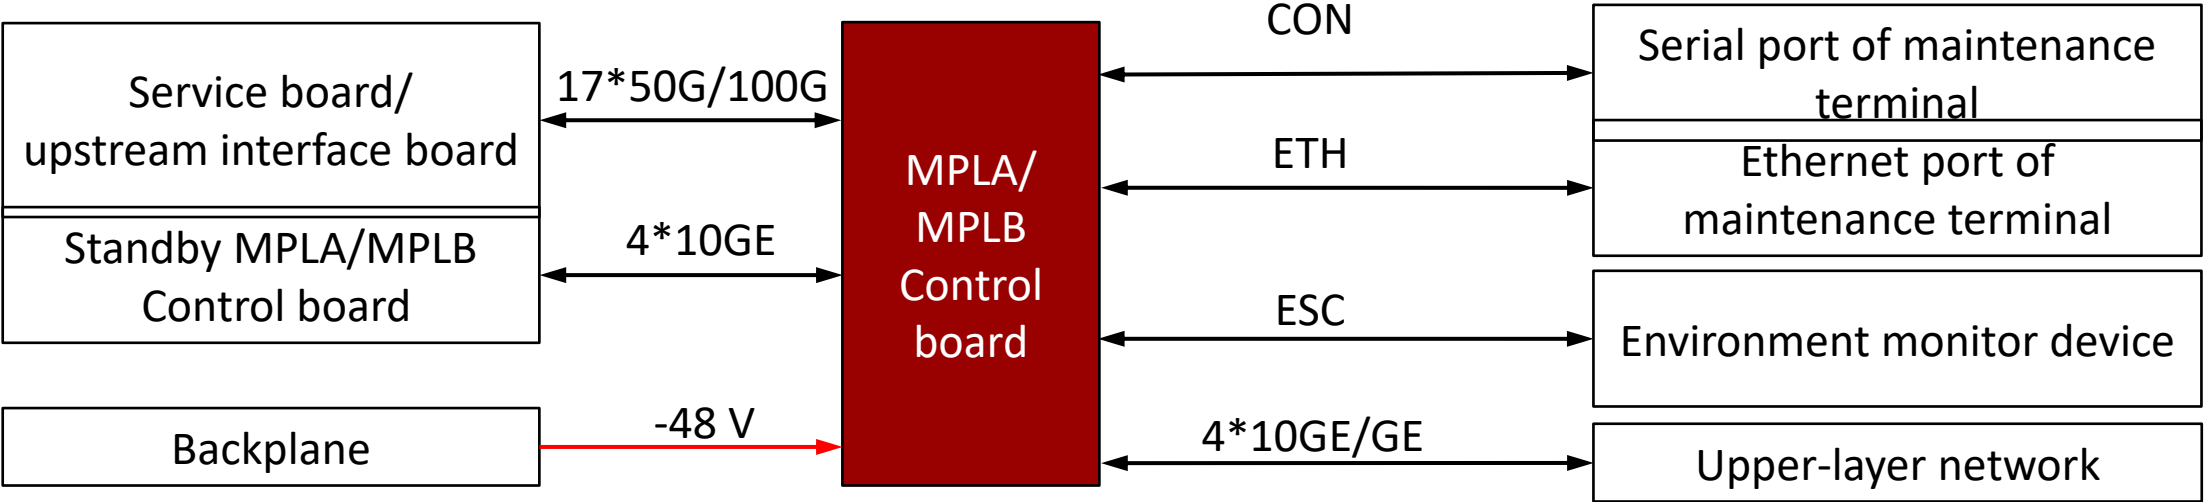 Service board/
upstream interface board
17*50G/100G
Standby MPLA/MPLB
Control board
4*10GE
Backplane
-48 V
MPLA/
MPLB
Control
board
CON
Serial port of maintenance
terminal
ETH
Ethernet port of
maintenance terminal
ESC
Environment monitor device
4*10GE/GE
Upper-layer network